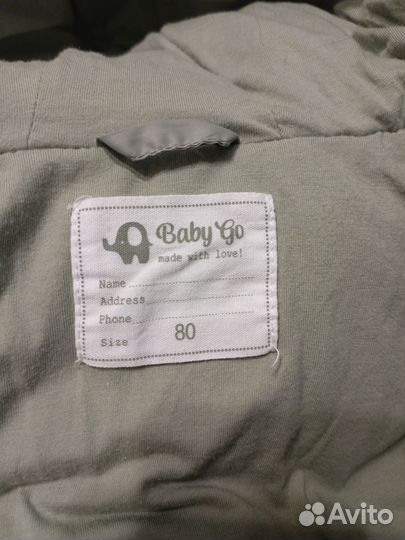 Baby Go
made with love!
Name
Address
Phone
Size 80
Avito